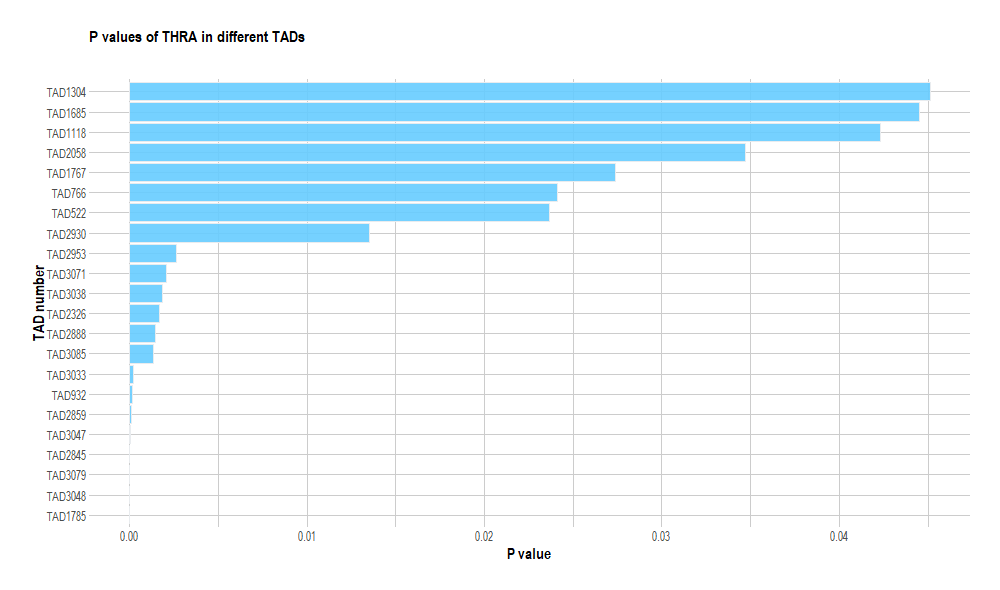 P values of THRA in different TADs
TAD1304
TAD1685
TAD1118
TAD2058
TAD1767
TAD766
TAD522
TAD2930
TAD2953
TAD3071
TAD3038
TAD2326
TAD2888
TAD3085
TAD3033
TAD932
TAD2859
TAD3047
TAD2845
TAD3079
TAD3048
TAD1785
TAD number
0.00 0.01 0.02 0.03 0.04
P value